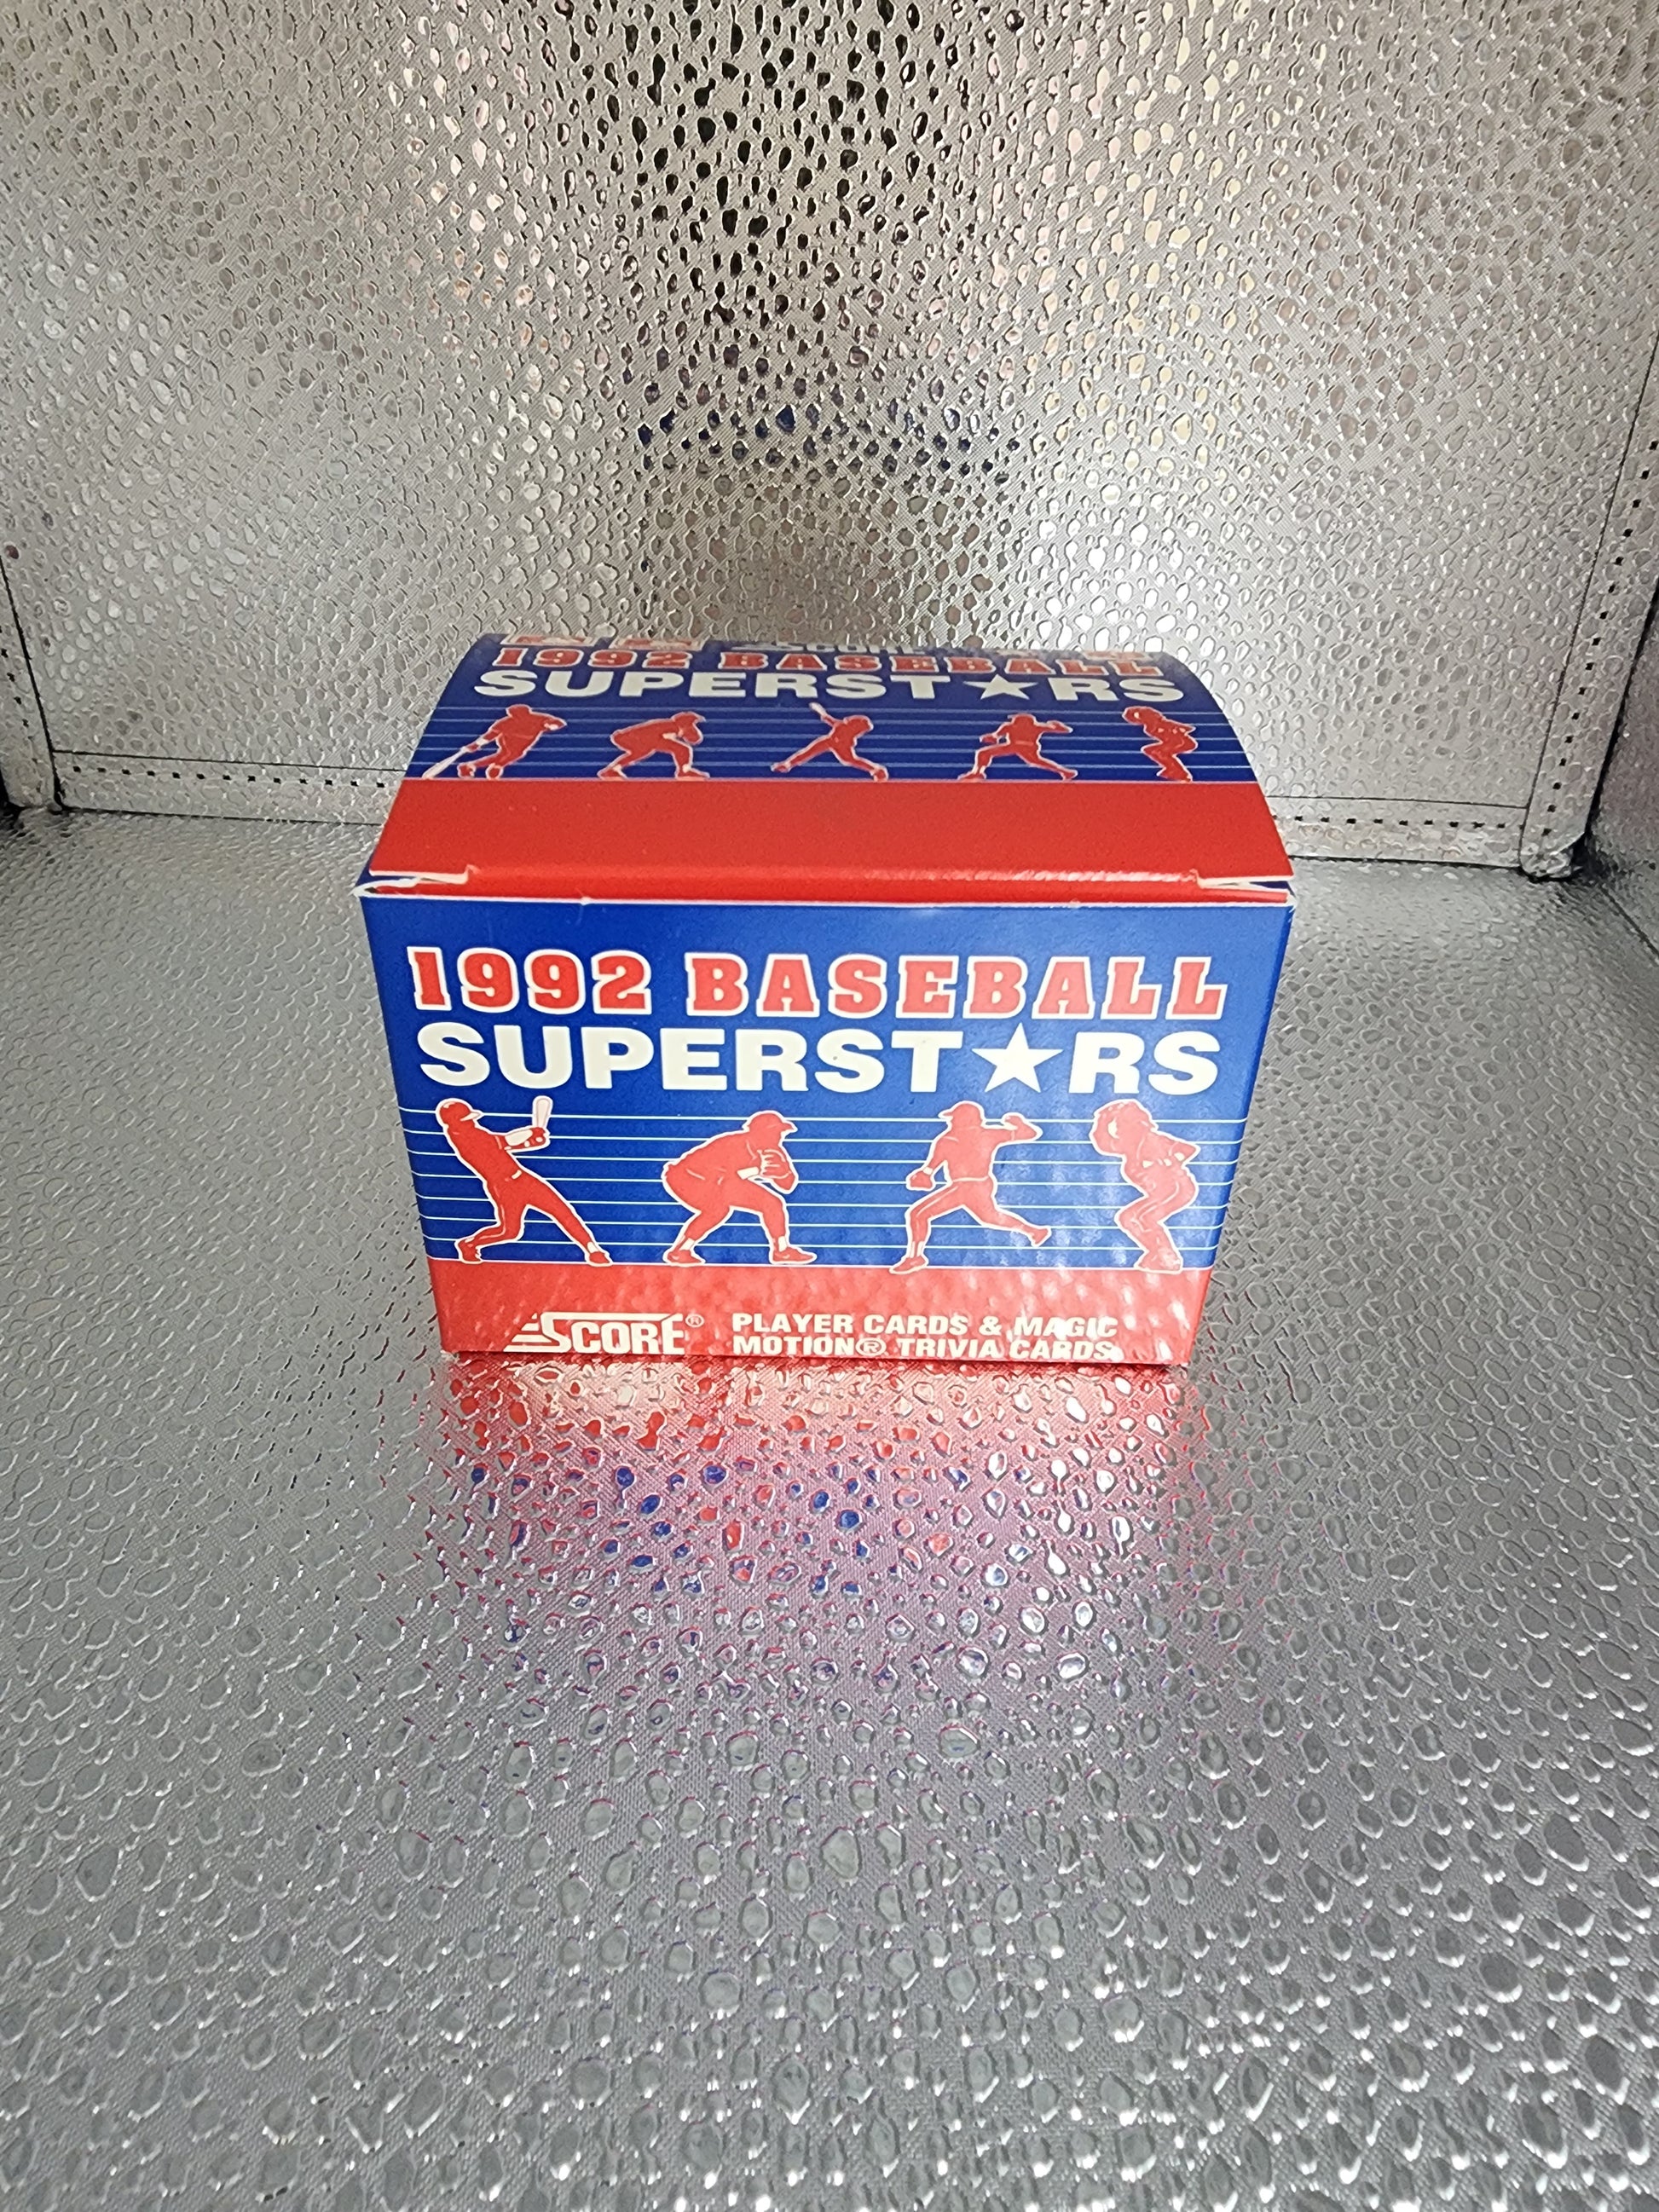 1992 BASEBALL
SUPERST★RS
1992 BASEBALL
SUPERST★RS
SCORE® PLAYER CARDS & MAGIC
MOTION® TRIVIA CARDS